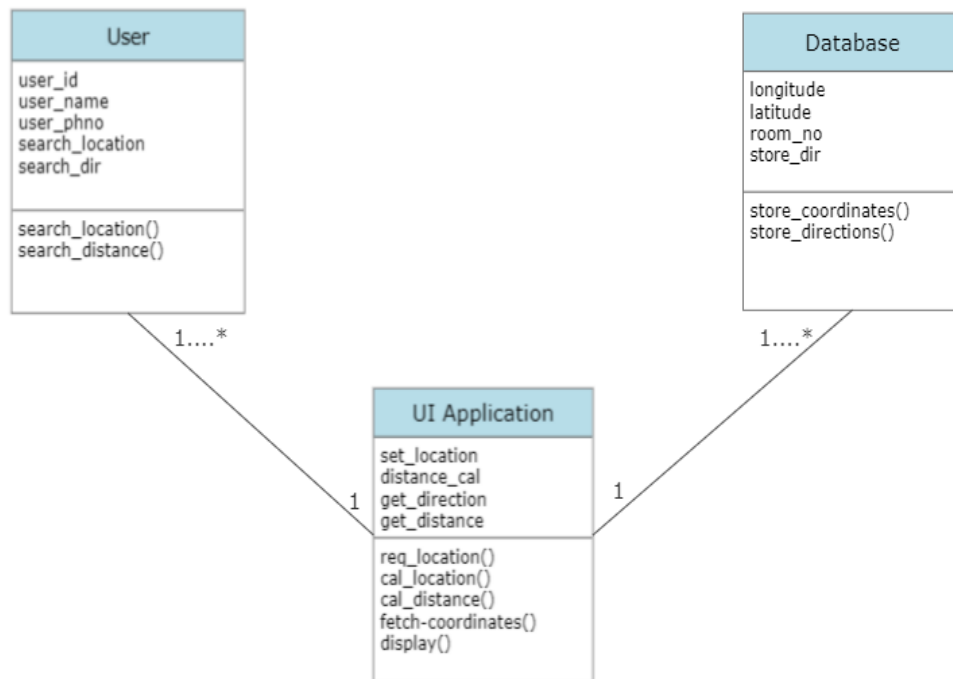 User
user_id
user_name
user_phno
search_location
search_dir
search_location()
search_distance()
1....*
1
Database
longitude
latitude
room_no
store_dir
store_coordinates()
store_directions()
1....*
1
UI Application
set_location
distance_cal
get_direction
get_distance
req_location()
cal_location()
cal_distance()
fetch-coordinates()
display()